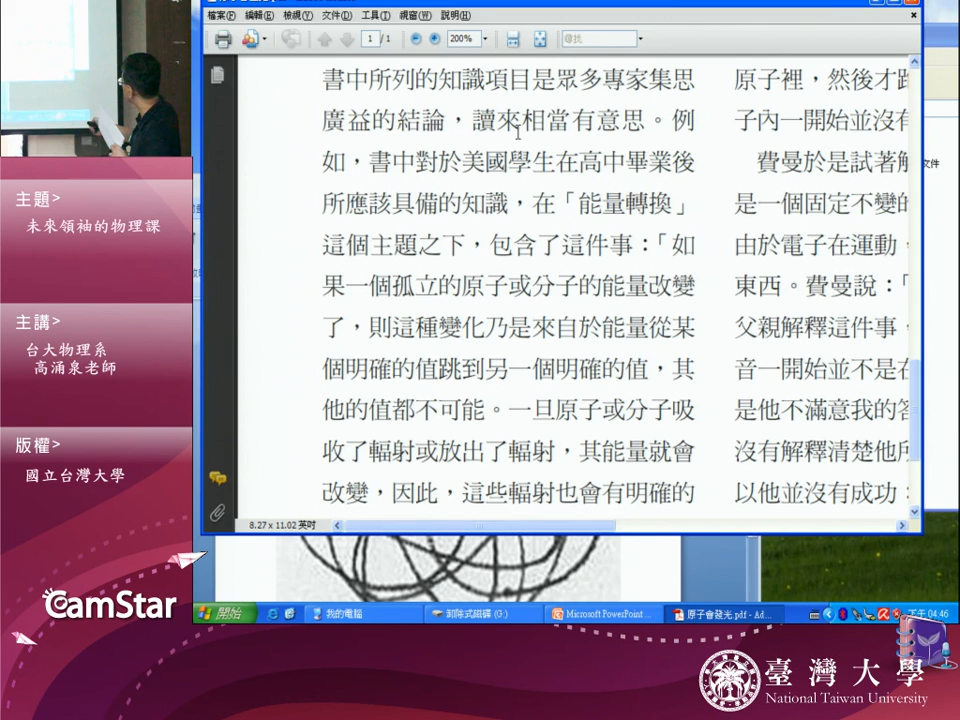 檔案(F) 編輯(E) 檢視(V) 文件(D) 工具(T) 視窗(W) 說明(H)
1 / 1
200%
尋找
主題>
未來領袖的物理課
主講>
台大物理系
高涌泉老師
版權>
國立台灣大學
書中所列的知識項目是眾多專家集思
廣益的結論，讀來相當有意思。例
如，書中對於美國學生在高中畢業後
所應該具備的知識，在「能量轉換」
這個主題之下，包含了這件事：「如
果一個孤立的原子或分子的能量改變
了，則這種變化乃是來自於能量從某
個明確的值跳到另一個明確的值，其
他的值都不可能。一旦原子或分子吸
收了輻射或放出了輻射，其能量就會
改變，因此，這些輻射也會有明確的
原子裡，然後才
子內一開始並沒有
費曼於是試著解
是一個固定不變的
由於電子在運動，
東西。費曼說：「
父親解釋這件事，
音一開始並不是在
是他不滿意我的答
沒有解釋清楚他所
以他並沒有成功：
文件
8.27 x 11.02 英吋
CamStar
開始
我的電腦
卸除式磁碟 (G:)
Microsoft PowerPoint ...
原子會發光.pdf - Ad...
下午 04:46
臺灣大學
National Taiwan University